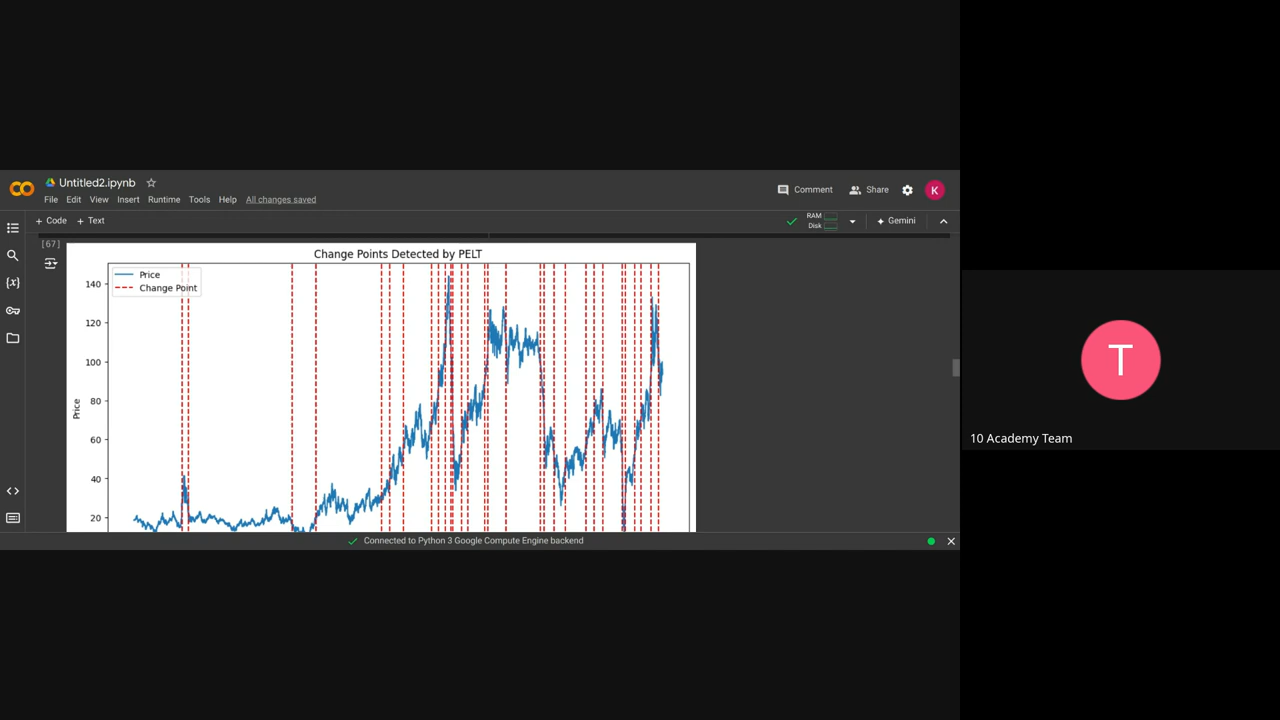 Untitled2.ipynb
File Edit View Insert Runtime Tools Help All changes saved
Comment Share K
+ Code + Text
RAM
Disk
Gemini
[67]
Change Points Detected by PELT
Price
Change Point
140
120
100
80
60
40
20
Price
{x}
Connected to Python 3 Google Compute Engine backend
T
10 Academy Team